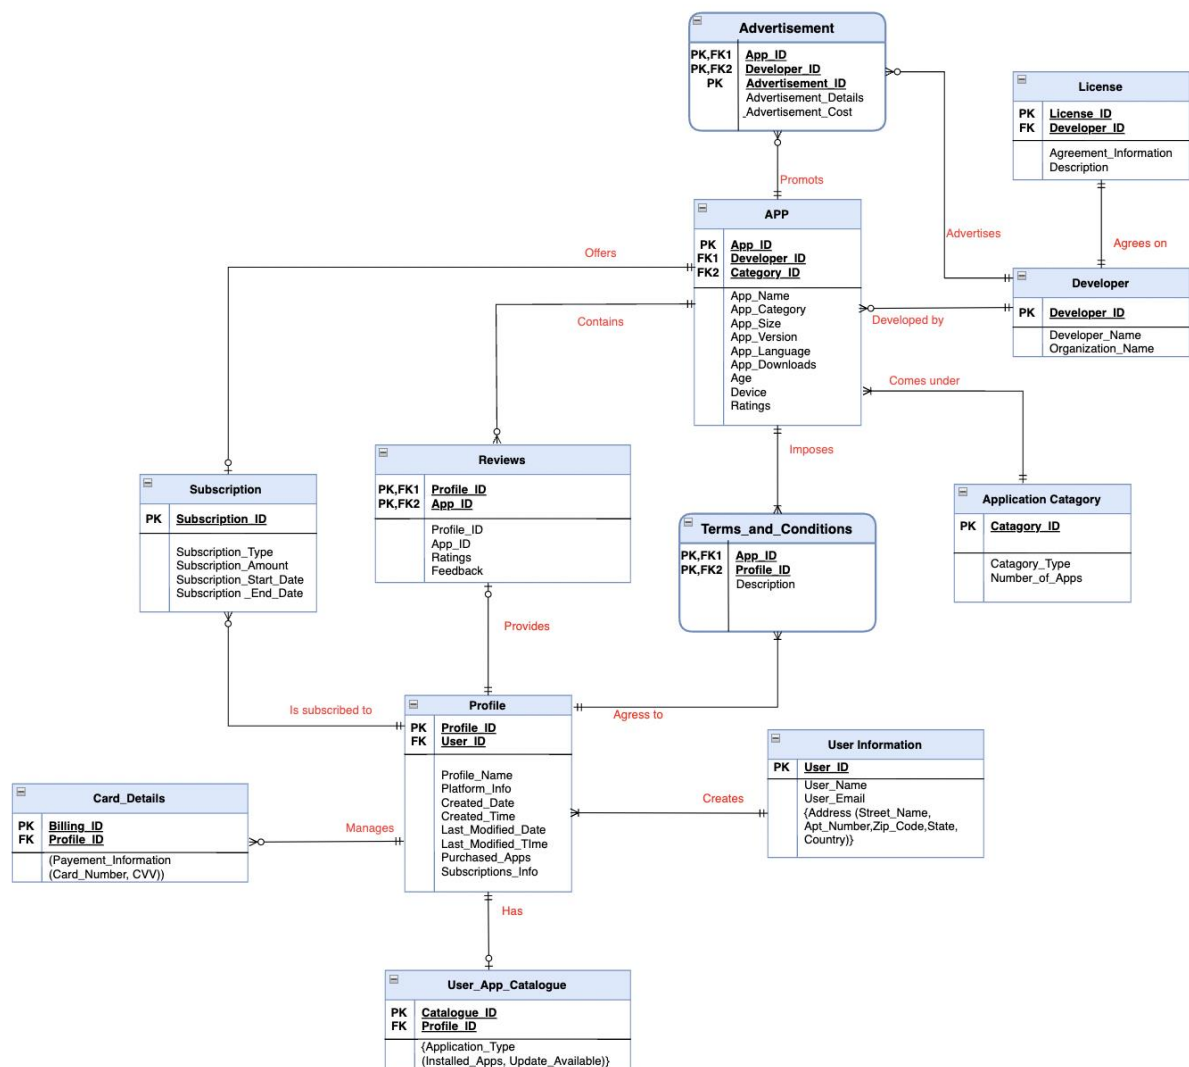 Advertisement
PK,FK1 App_ID
PK,FK2 Developer_ID
PK Advertisement_ID
Advertisement_Details
_Advertisement_Cost
License
PK License_ID
FK Developer_ID
Agreement_Information
Description
Promots
Advertises
Agrees on
APP
PK App_ID
FK1 Developer_ID
FK2 Category_ID
App_Name
App_Category
App_Size
App_Version
App_Language
App_Downloads
Age
Device
Ratings
Offers
Contains
Developed by
Developer
PK Developer_ID
Developer_Name
Organization_Name
Comes under
Imposes
Subscription
PK Subscription_ID
Subscription_Type
Subscription_Amount
Subscription_Start_Date
Subscription _End_Date
Reviews
PK,FK1 Profile_ID
PK,FK2 App_ID
Profile_ID
App_ID
Ratings
Feedback
Terms_and_Conditions
PK,FK1 App_ID
PK,FK2 Profile_ID
Description
Application Catagory
PK Catagory_ID
Catagory_Type
Number_of_Apps
Provides
Is subscribed to
Agress to
Profile
PK Profile_ID
FK User_ID
Profile_Name
Platform_Info
Created_Date
Created_Time
Last_Modified_Date
Last_Modified_TIme
Purchased_Apps
Subscriptions_Info
User Information
PK User_ID
User_Name
User_Email
{Address (Street_Name,
Apt_Number,Zip_Code,State,
Country)}
Creates
Card_Details
PK Billing_ID
FK Profile_ID
(Payement_Information
(Card_Number, CVV))
Manages
Has
User_App_Catalogue
PK Catalogue_ID
FK Profile_ID
{Application_Type
(Installed_Apps, Update_Available)}